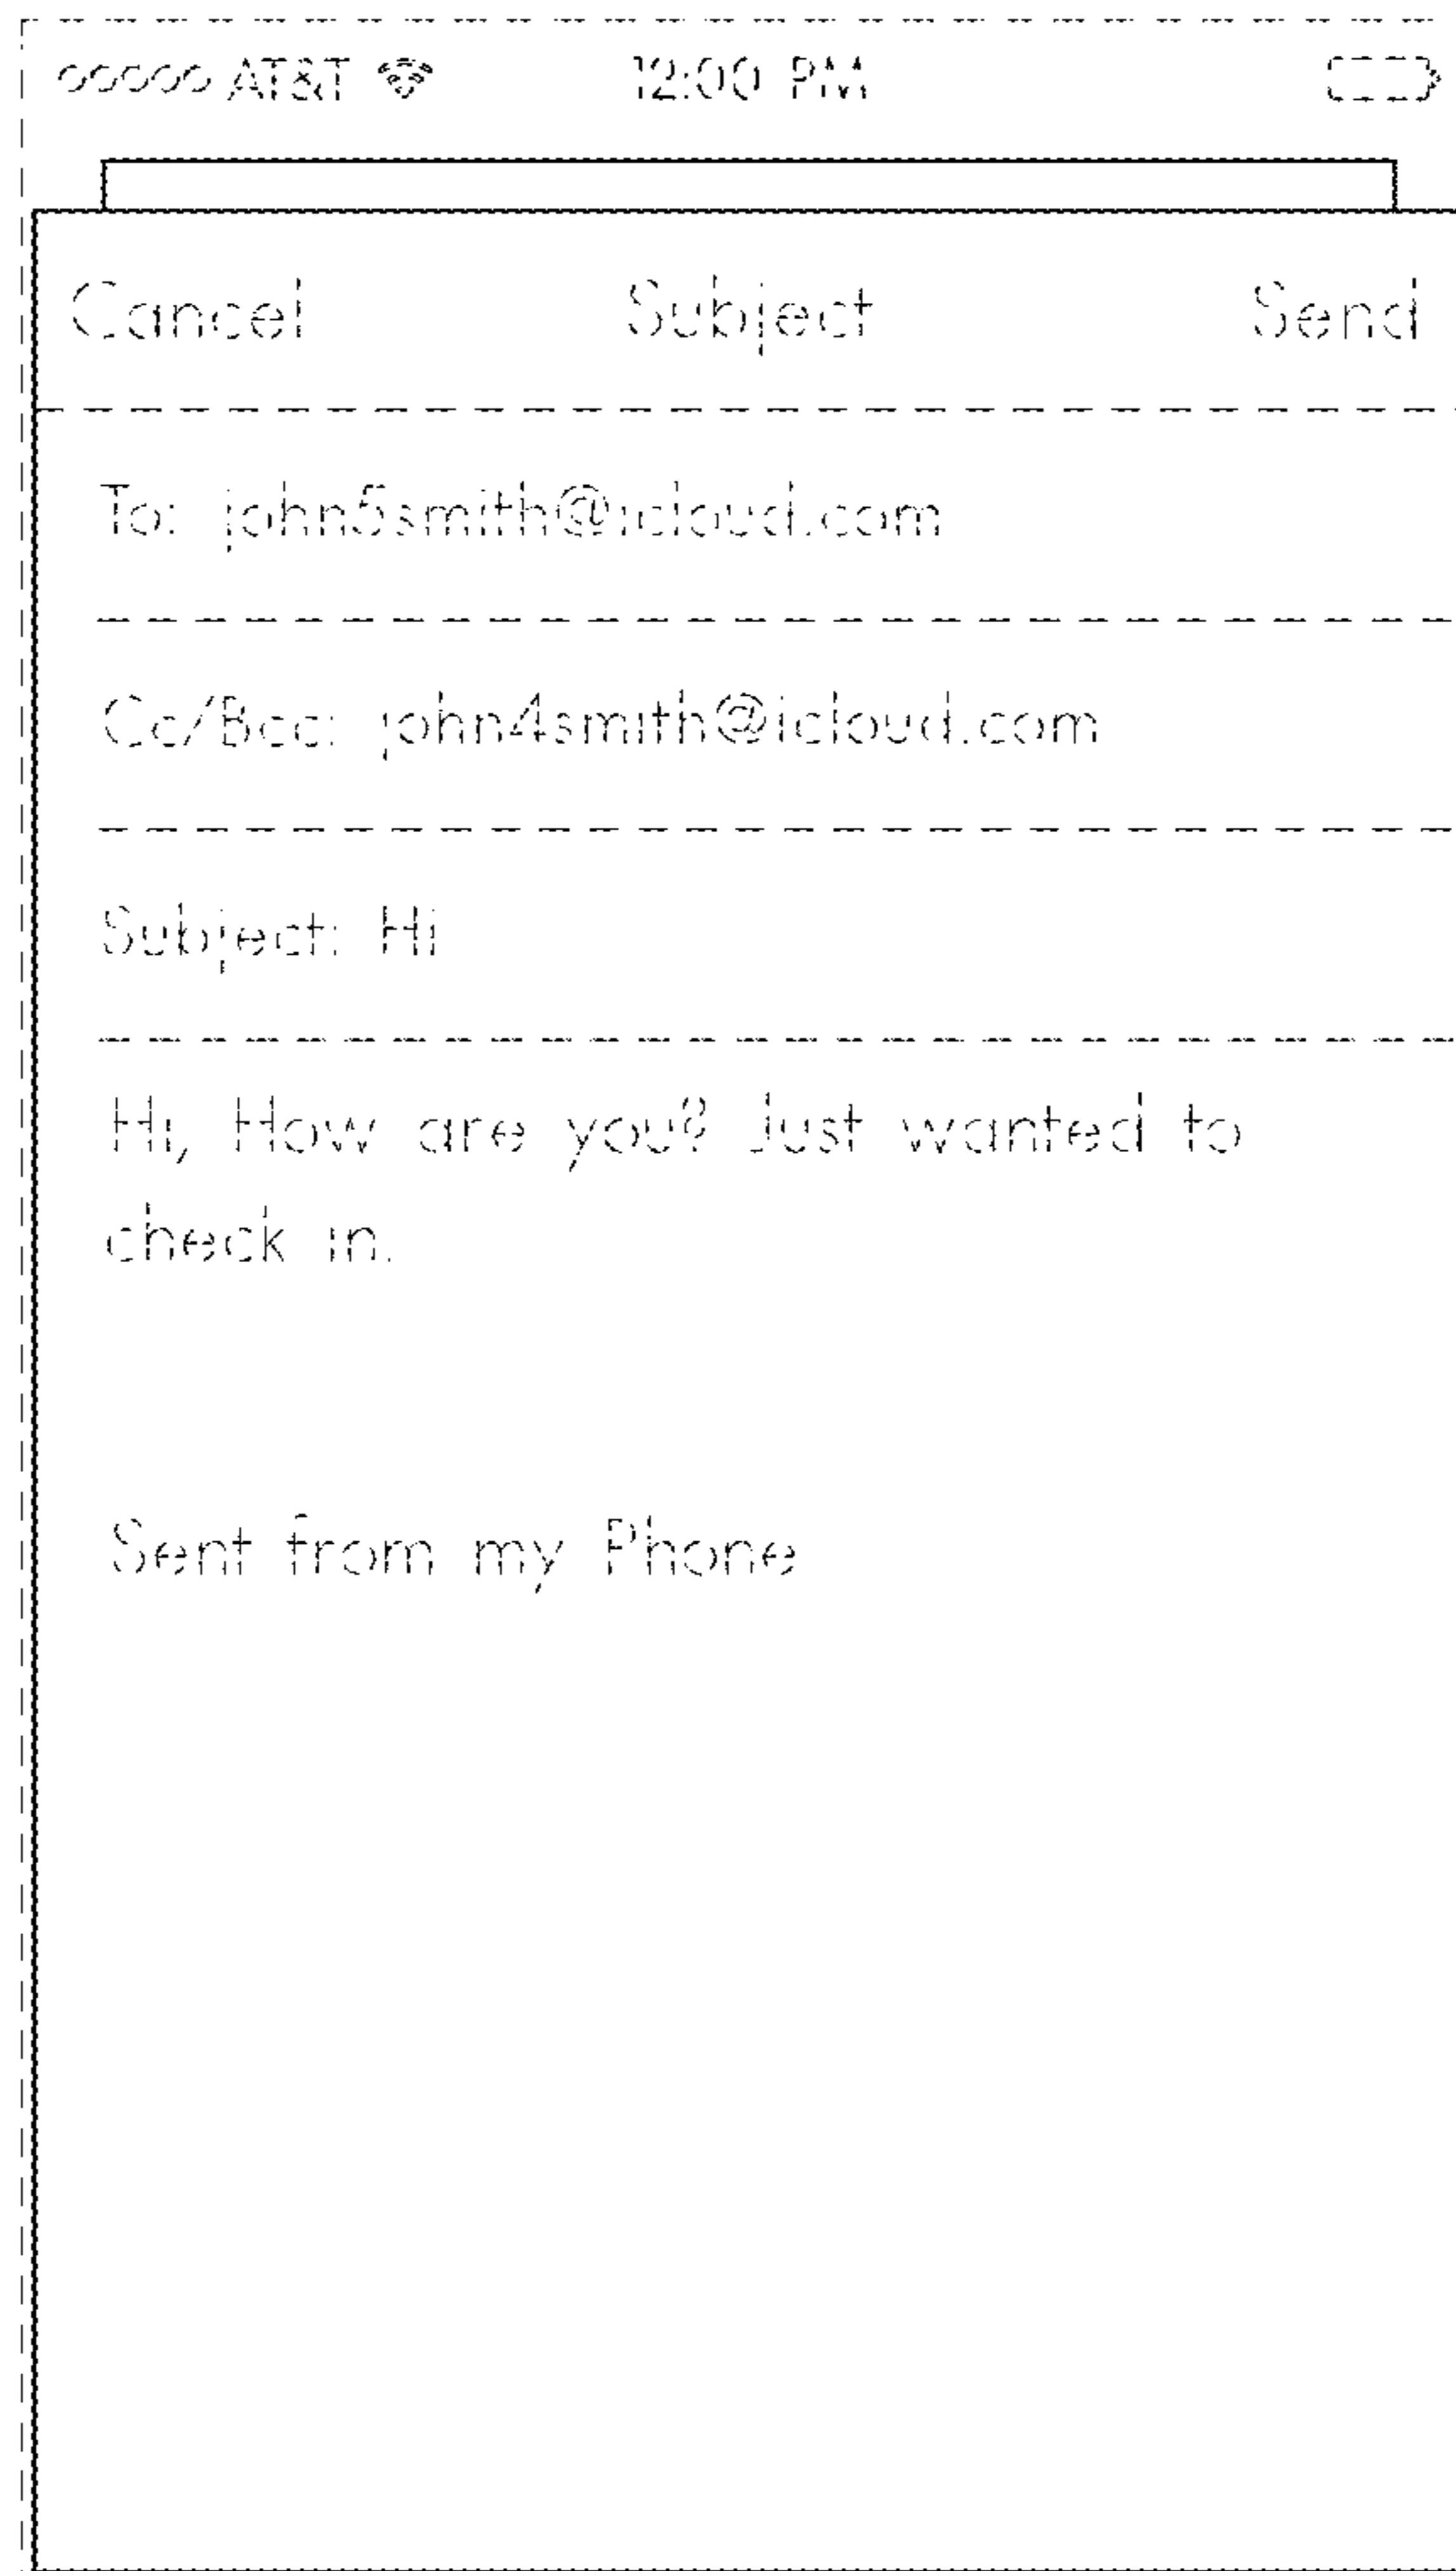 AT&T 12:00 PM
Cancel Subject Send
To: john5smith@icloud.com
Cc/Bcc: john4smith@icloud.com
Subject: Hi
Hi, How are you? Just wanted to
check in.
Sent from my Phone